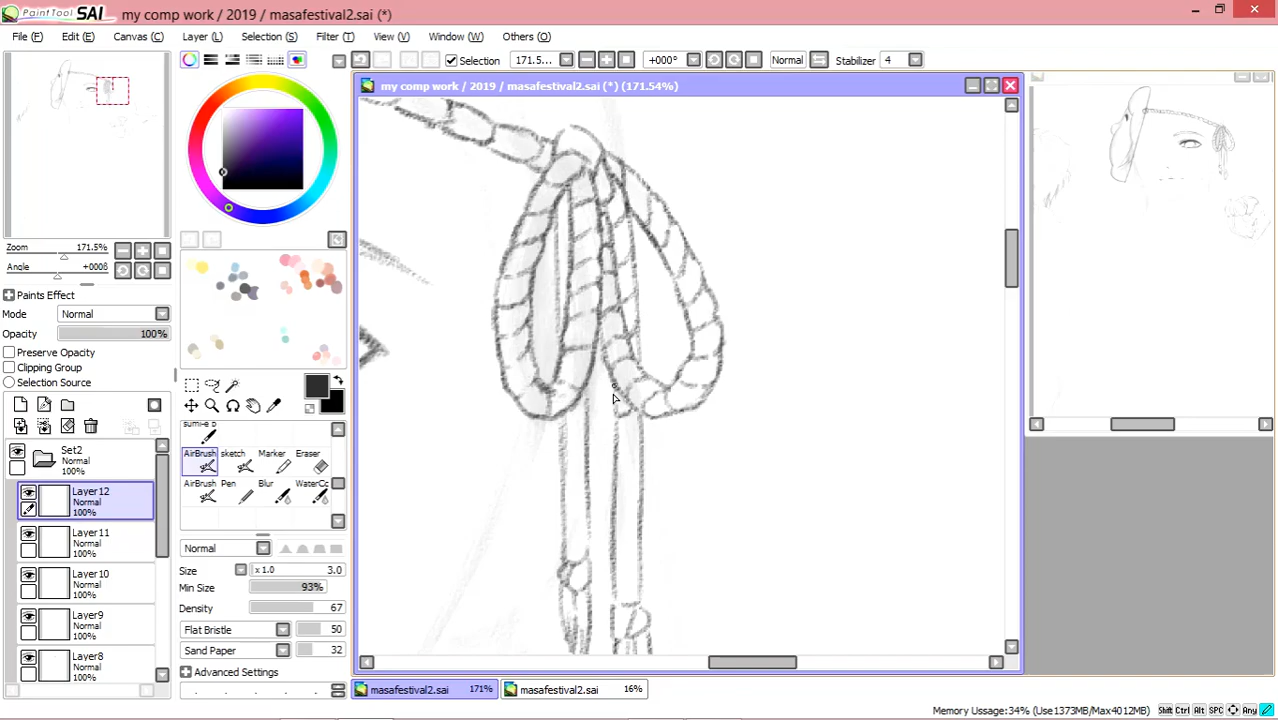 PaintTool SAI my comp work / 2019 / masafestival2.sai (*)
File (F) Edit (E) Canvas (C) Layer (L) Selection (S) Filter (T) View (V) Window (W) Others (O)
Selection 171.5... +000° Normal Stabilizer 4
my comp work / 2019 / masafestival2.sai (*) (171.54%)
Zoom 171.5%
Angle +000θ
Paints Effect
Mode Normal
Opacity 100%
Preserve Opacity
Clipping Group
Selection Source
Set2
Normal
100%
Layer12
Normal
100%
Layer11
Normal
100%
Layer10
Normal
100%
Layer9
Normal
100%
Layer8
Normal
100%
sumi-e p
AirBrush sketch Marker Eraser
AirBrush Pen Blur WaterCo
Normal
Size x 1.0 3.0
Min Size 93%
Density 67
Flat Bristle 50
Sand Paper 32
Advanced Settings
masafestival2.sai 171% masafestival2.sai 16%
Memory Ussage:34% (Use1373MB/Max4012MB) Shift Ctrl Alt SPC Any